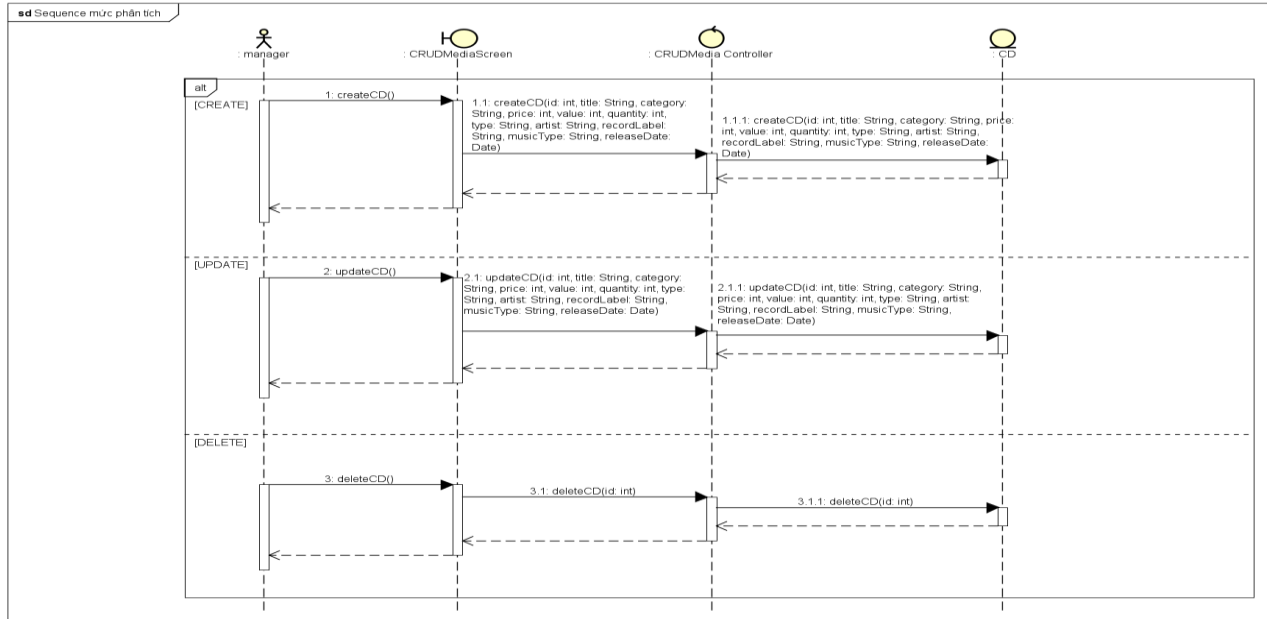 sd Sequence mức phân tích
: manager
: CRUDMediaScreen
: CRUDMedia Controller
: CD
alt
[CREATE]
1: createCD()
1.1: createCD(id: int, title: String, category:
String, price: int, value: int, quantity: int,
type: String, artist: String, recordLabel:
String, musicType: String, releaseDate:
Date)
1.1.1: createCD(id: int, title: String, category: String, price:
int, value: int, quantity: int, type: String, artist: String,
recordLabel: String, musicType: String, releaseDate:
Date)
[UPDATE]
2: updateCD()
2.1: updateCD(id: int, title: String, category:
String, price: int, value: int, quantity: int, type:
String, artist: String, recordLabel: String,
musicType: String, releaseDate: Date)
2.1.1: updateCD(id: int, title: String, category: String,
price: int, value: int, quantity: int, type: String, artist:
String, recordLabel: String, musicType: String,
releaseDate: Date)
[DELETE]
3: deleteCD()
3.1: deleteCD(id: int)
3.1.1: deleteCD(id: int)